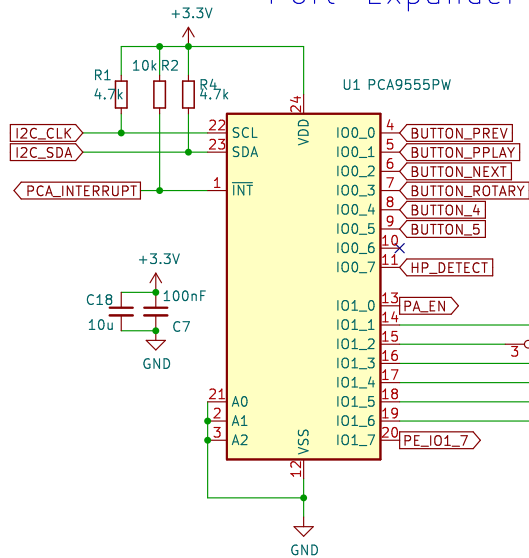 Port Expander
+3.3V
R1
10k
R2
R4
4.7k
4.7k
U1 PCA9555PW
I2C_CLK
22
SCL
24
VDD
IO0_0
4
BUTTON_PREV
I2C_SDA
23
SDA
IO0_1
5
BUTTON_PPLAY
IO0_2
6
BUTTON_NEXT
PCA_INTERRUPT
1
INT
IO0_3
7
BUTTON_ROTARY
IO0_4
8
BUTTON_4
IO0_5
9
BUTTON_5
IO0_6
10
IO0_7
11
HP_DETECT
+3.3V
C18
100nF
10u
C7
GND
IO1_0
13
PA_EN
IO1_1
14
IO1_2
15
3
IO1_3
16
IO1_4
17
21
A0
IO1_5
18
2
A1
IO1_6
19
3
A2
IO1_7
20
PE_IO1_7
VSS
12
GND